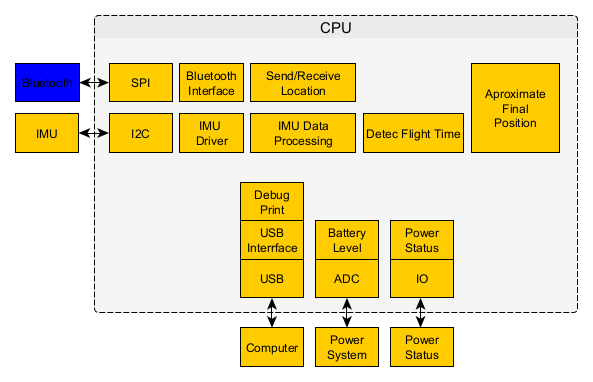 CPU
Bluetooth
SPI
Bluetooth
Interface
Send/Receive
Location
Aproximate
Final
Position
IMU
I2C
IMU
Driver
IMU Data
Processing
Detec Flight Time
Debug
Print
USB
Interrface
Battery
Level
Power
Status
USB
ADC
IO
Computer
Power
System
Power
Status